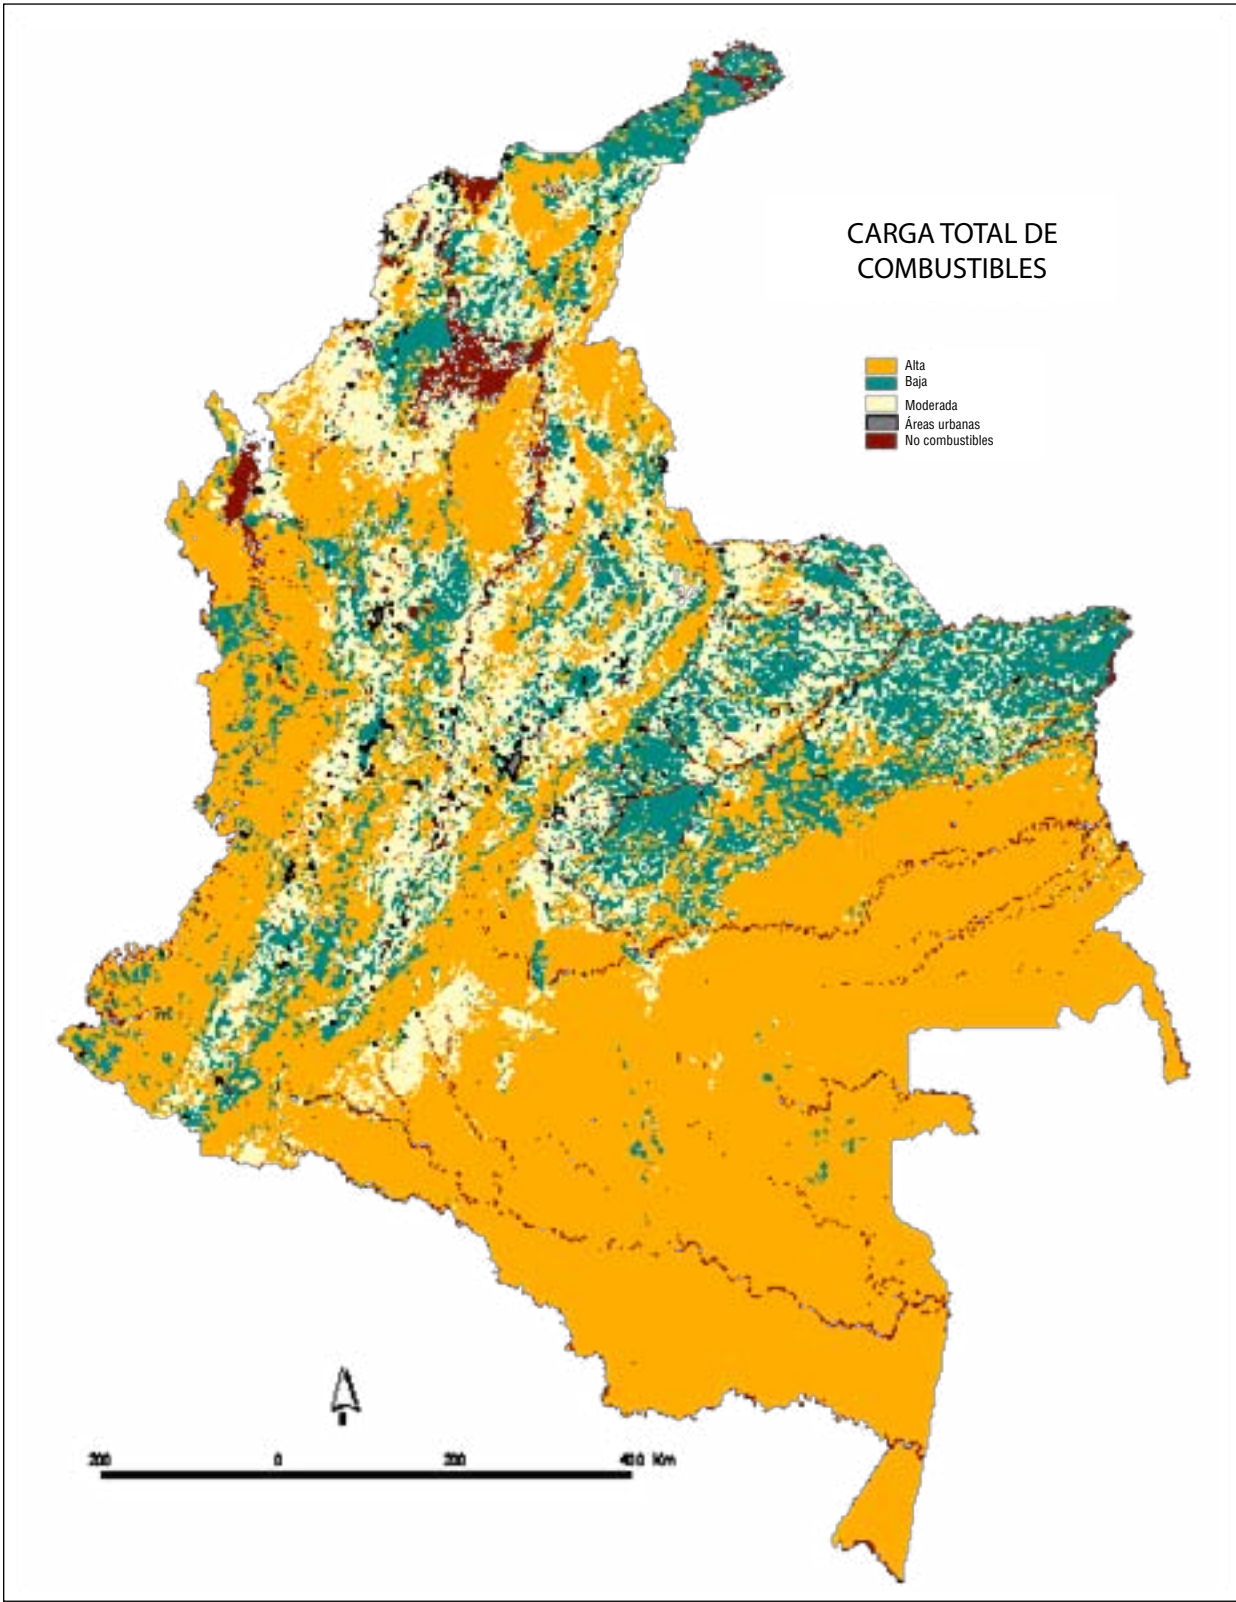 CARGA TOTAL DE
COMBUSTIBLES
Alta
Baja
Moderada
Áreas urbanas
No combustibles
200 0 200 400 Km